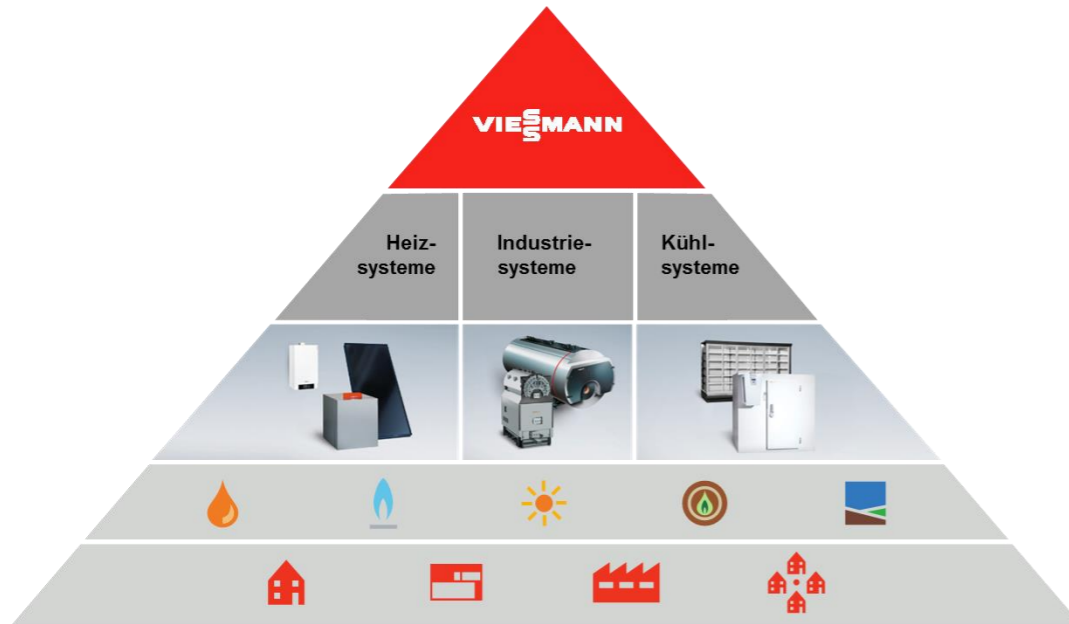 VIESSMANN
Heiz-
systeme
Industrie-
systeme
Kühl-
systeme